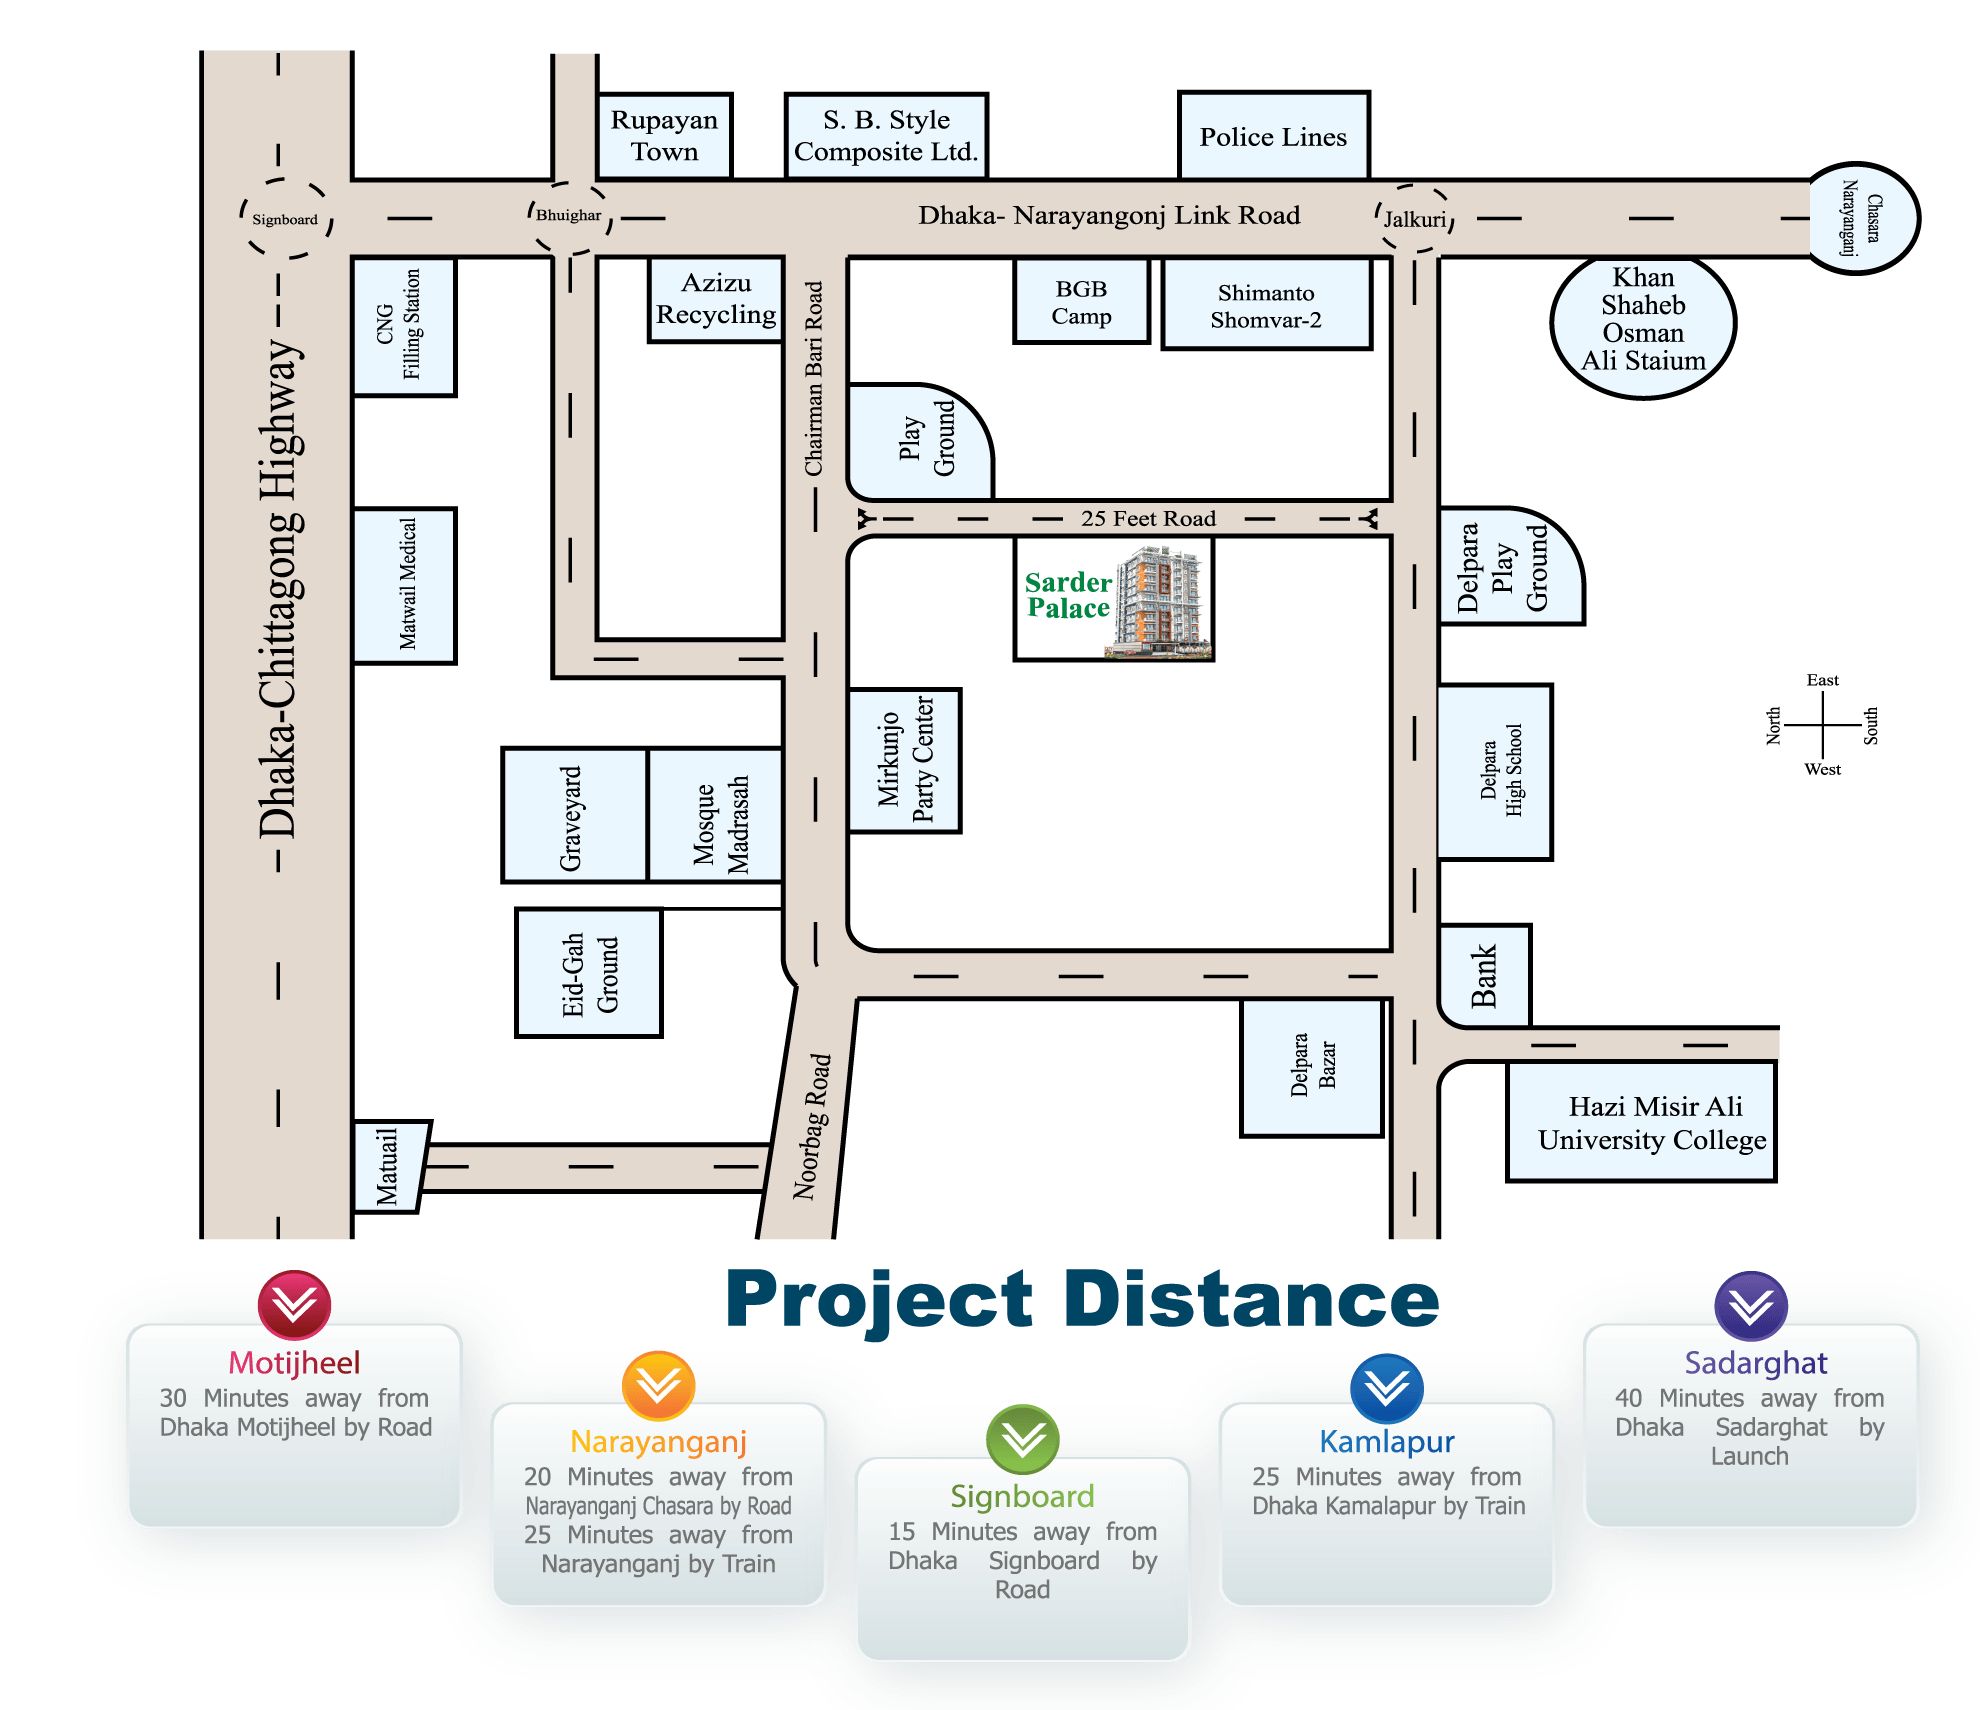 Rupayan
Town
S. B. Style
Composite Ltd.
Police Lines
Signboard
Bhuighar
Dhaka- Narayangonj Link Road
Jalkuri
Chasara
Narayanganj
CNG
Filling Station
Azizu
Recycling
Chairman Bari Road
BGB
Camp
Shimanto
Shomvar-2
Khan
Shaheb
Osman
Ali Staium
Dhaka-Chittagong Highway
Play
Ground
Matwail Medical
25 Feet Road
Sarder
Palace
Delpara
Play
Ground
East
North
South
West
Mirkunjo
Party Center
Delpara
High School
Graveyard
Mosque
Madrasah
Eid-Gah
Ground
Bank
Delpara
Bazar
Noorbag Road
Matuail
Hazi Misir Ali
University College
Project Distance
Motijheel
30 Minutes away from
Dhaka Motijheel by Road
Narayanganj
20 Minutes away from
Narayanganj Chasara by Road
25 Minutes away from
Narayanganj by Train
Signboard
15 Minutes away from
Dhaka Signboard by
Road
Kamlapur
25 Minutes away from
Dhaka Kamalapur by Train
Sadarghat
40 Minutes away from
Dhaka Sadarghat by
Launch